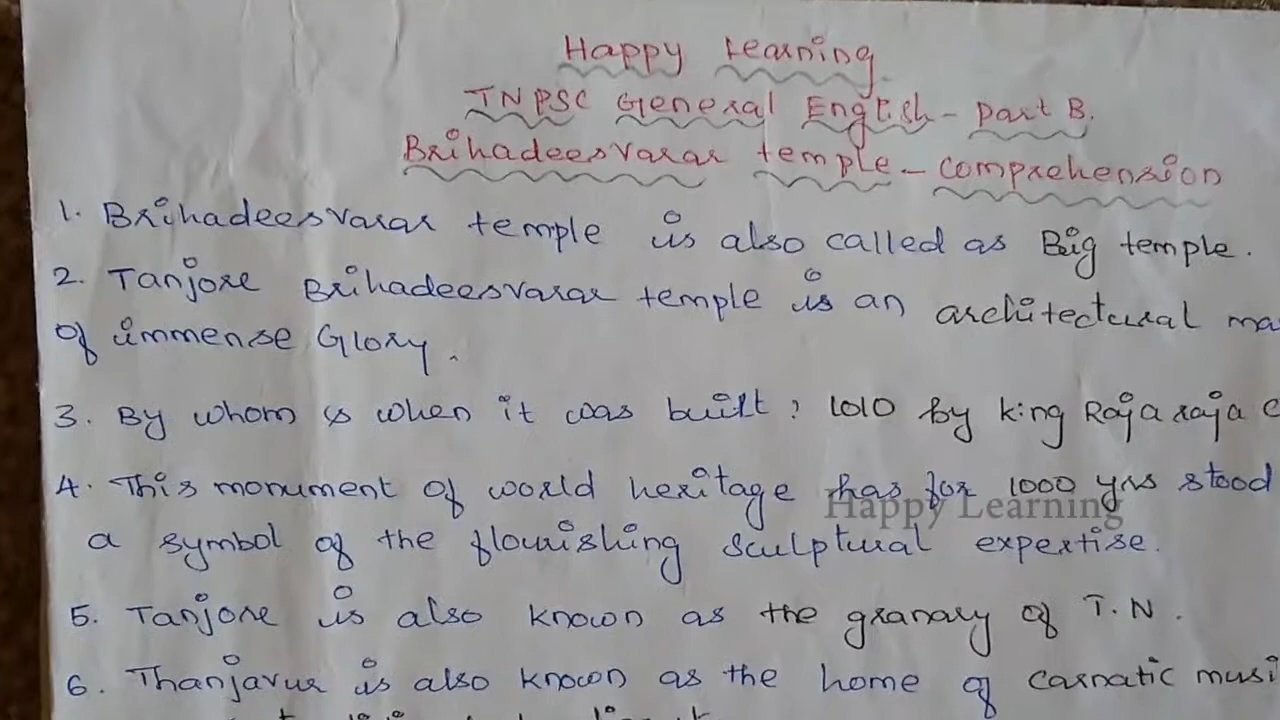 Happy Learning
TNPSC General English - Part B.
Brihadeesvarar temple - Comprehension
1. Brihadeesvarar temple is also called as Big temple.
2. Tanjore Brihadeesvarar temple is an architectural
of immense Glory.
3. By whom & when it was built? 1010 by king Raja raja
4. This monument of world heritage has for 1000 yrs stood
Happy Learning
a symbol of the flourishing sculptural expertise.
5. Tanjore is also known as the granary of T.N.
6. Thanjavur is also known as the home of Carnatic musi